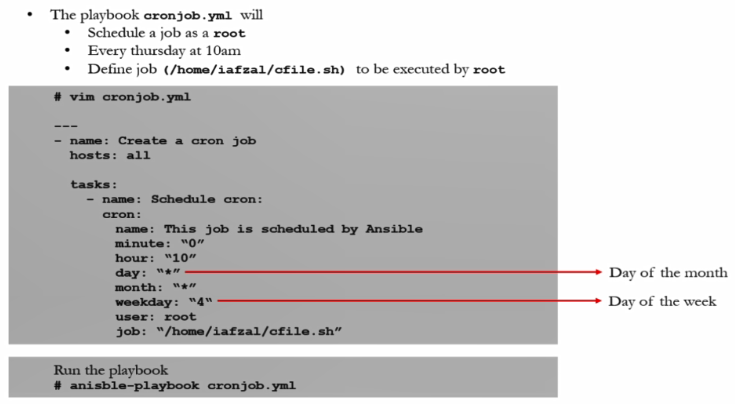 • The playbook cronjob.yml will
• Schedule a job as a root
• Every thursday at 10am
• Define job (/home/iafzal/cfile.sh) to be executed by root
# vim cronjob.yml
---
- name: Create a cron job
hosts: all
tasks:
- name: Schedule cron:
cron:
name: This job is scheduled by Ansible
minute: “0”
hour: “10”
day: “*”
Day of the month
month: “*”
weekday: “4“
Day of the week
user: root
job: “/home/iafzal/cfile.sh”
Run the playbook
# anisble-playbook cronjob.yml